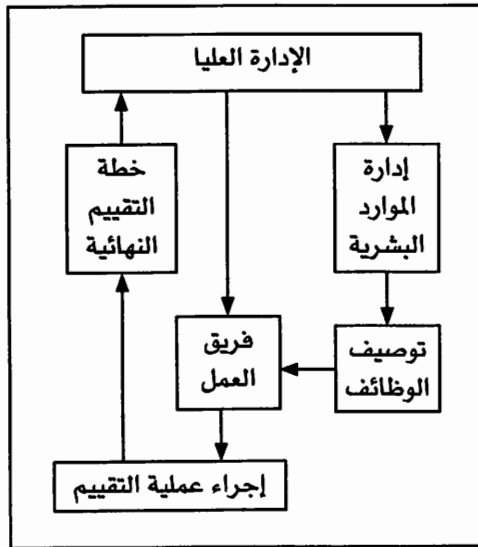 الإدارة العليا
إدارة
الموارد
البشرية
خطة
التقييم
النهائية
توصيف
الوظائف
فريق
العمل
إجراء عملية التقييم